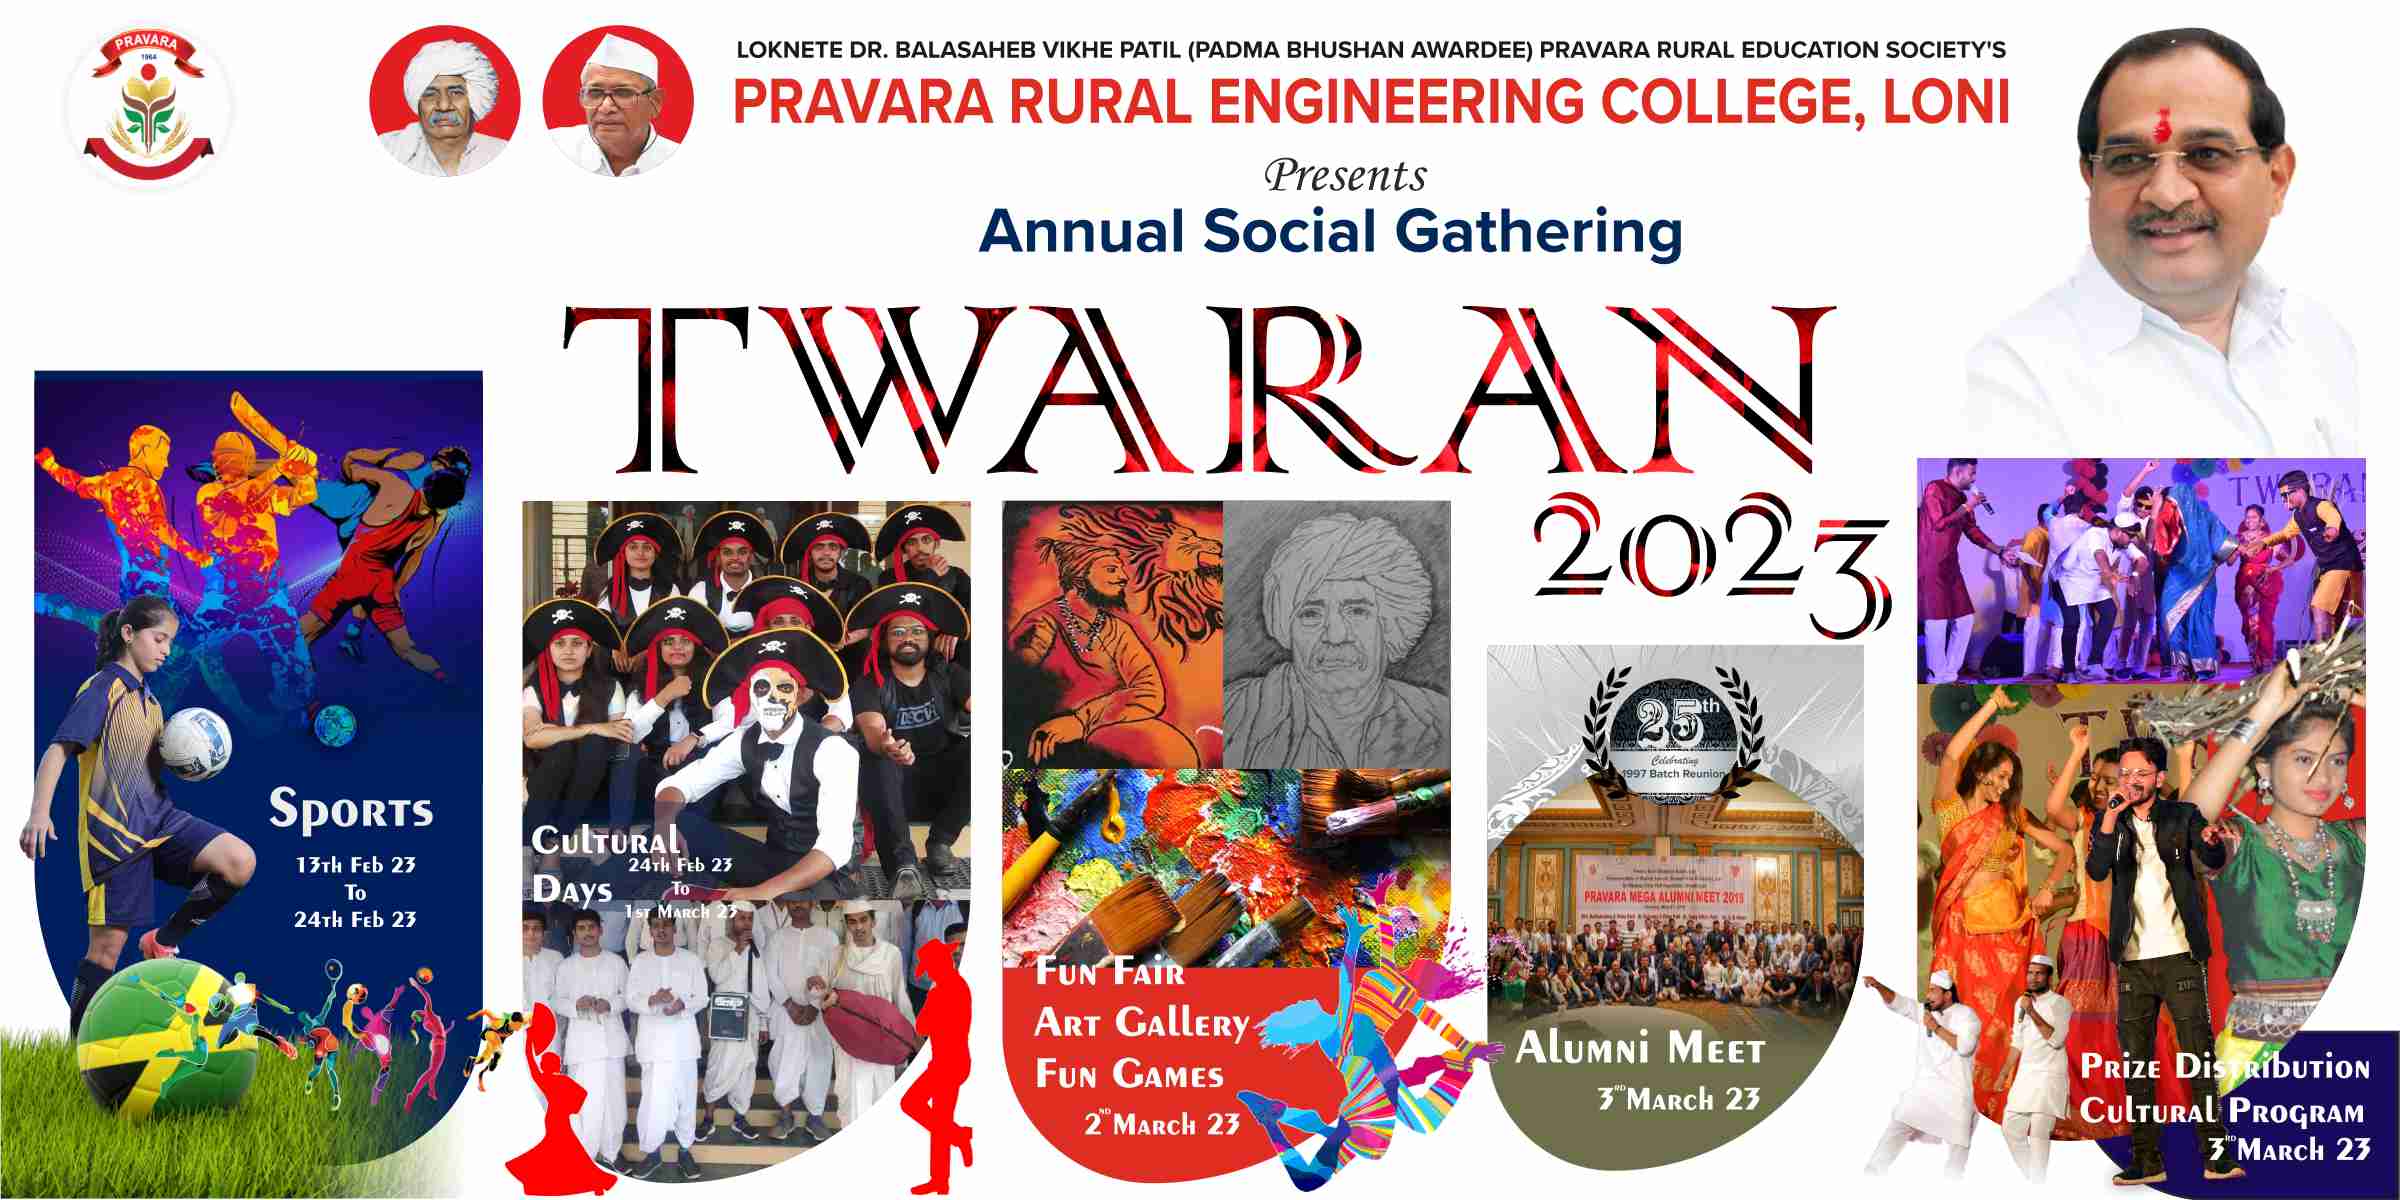 PRAVARA
1964
LOKNETE DR. BALASAHEB VIKHE PATIL (PADMA BHUSHAN AWARDEE) PRAVARA RURAL EDUCATION SOCIETY'S
PRAVARA RURAL ENGINEERING COLLEGE, LONI
Presents
Annual Social Gathering
TWARAN
2023
Sports
13th Feb 23
To
24th Feb 23
Cultural
Days
24th Feb 23
To
1st March 23
Fun Fair
Art Gallery
Fun Games
2ND March 23
25th
Celebrating
1997 Batch Reunion
PRAVARA MEGA ALUMNI MEET 2015
Alumni Meet
3RD March 23
TWARAN
Prize Distribution
Cultural Program
3RD March 23